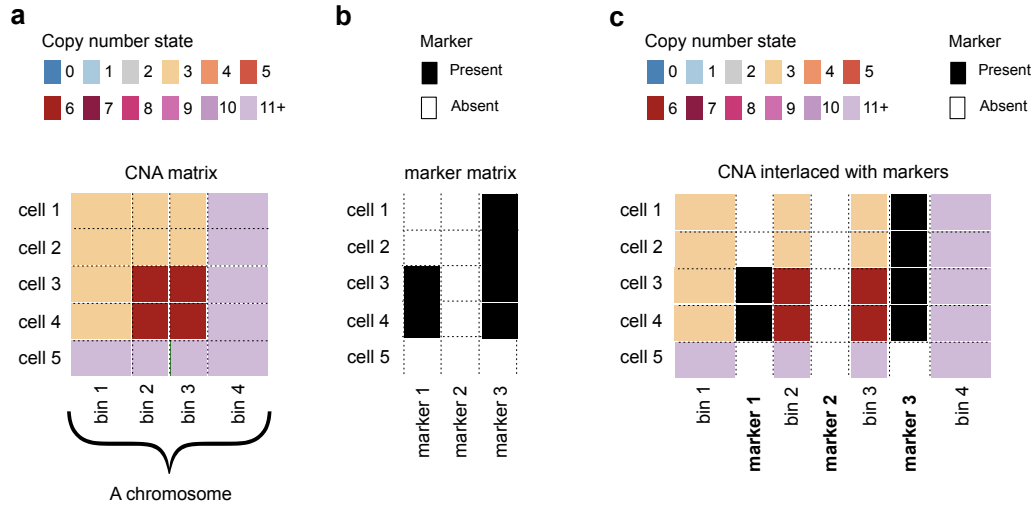 a
Copy number state
0 1 2 3 4 5
6 7 8 9 10 11+
CNA matrix
cell 1
cell 2
cell 3
cell 4
cell 5
bin 1
bin 2
bin 3
bin 4
A chromosome
b
Marker
Present
Absent
marker matrix
cell 1
cell 2
cell 3
cell 4
cell 5
marker 1
marker 2
marker 3
c
Copy number state
0 1 2 3 4 5
6 7 8 9 10 11+
Marker
Present
Absent
CNA interlaced with markers
cell 1
cell 2
cell 3
cell 4
cell 5
bin 1
marker 1
bin 2
marker 2
bin 3
marker 3
bin 4